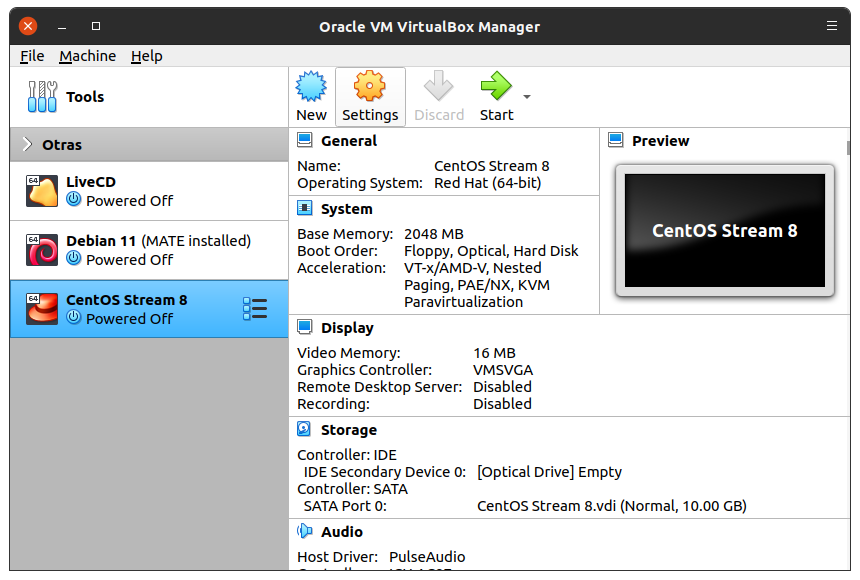 Oracle VM VirtualBox Manager
File Machine Help
Tools
New Settings Discard Start
Otras
64
LiveCD
Powered Off
64
Debian 11 (MATE installed)
Powered Off
64
CentOS Stream 8
Powered Off
General
Name: CentOS Stream 8
Operating System: Red Hat (64-bit)
System
Base Memory: 2048 MB
Boot Order: Floppy, Optical, Hard Disk
Acceleration: VT-x/AMD-V, Nested
Paging, PAE/NX, KVM
Paravirtualization
Preview
CentOS Stream 8
Display
Video Memory: 16 MB
Graphics Controller: VMSVGA
Remote Desktop Server: Disabled
Recording: Disabled
Storage
Controller: IDE
IDE Secondary Device 0: [Optical Drive] Empty
Controller: SATA
SATA Port 0: CentOS Stream 8.vdi (Normal, 10.00 GB)
Audio
Host Driver: PulseAudio